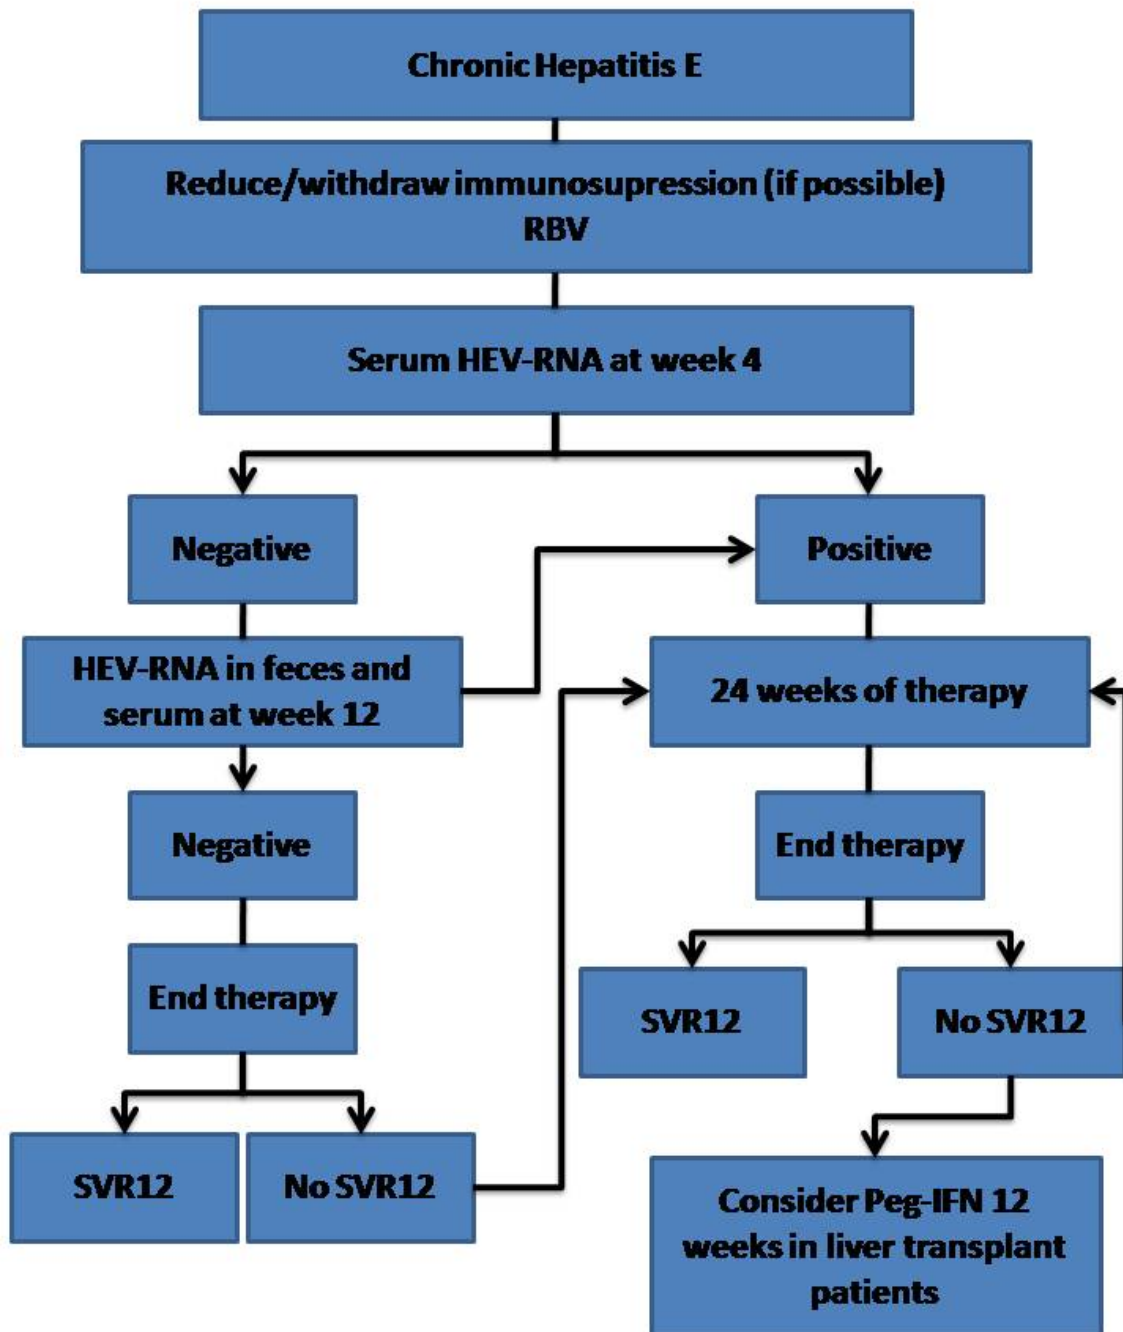 Chronic Hepatitis E
Reduce/withdraw immunosupression (if possible)
RBV
Serum HEV-RNA at week 4
Negative
Positive
HEV-RNA in feces and
serum at week 12
24 weeks of therapy
Negative
End therapy
End therapy
SVR12
No SVR12
SVR12
No SVR12
Consider Peg-IFN 12
weeks in liver transplant
patients